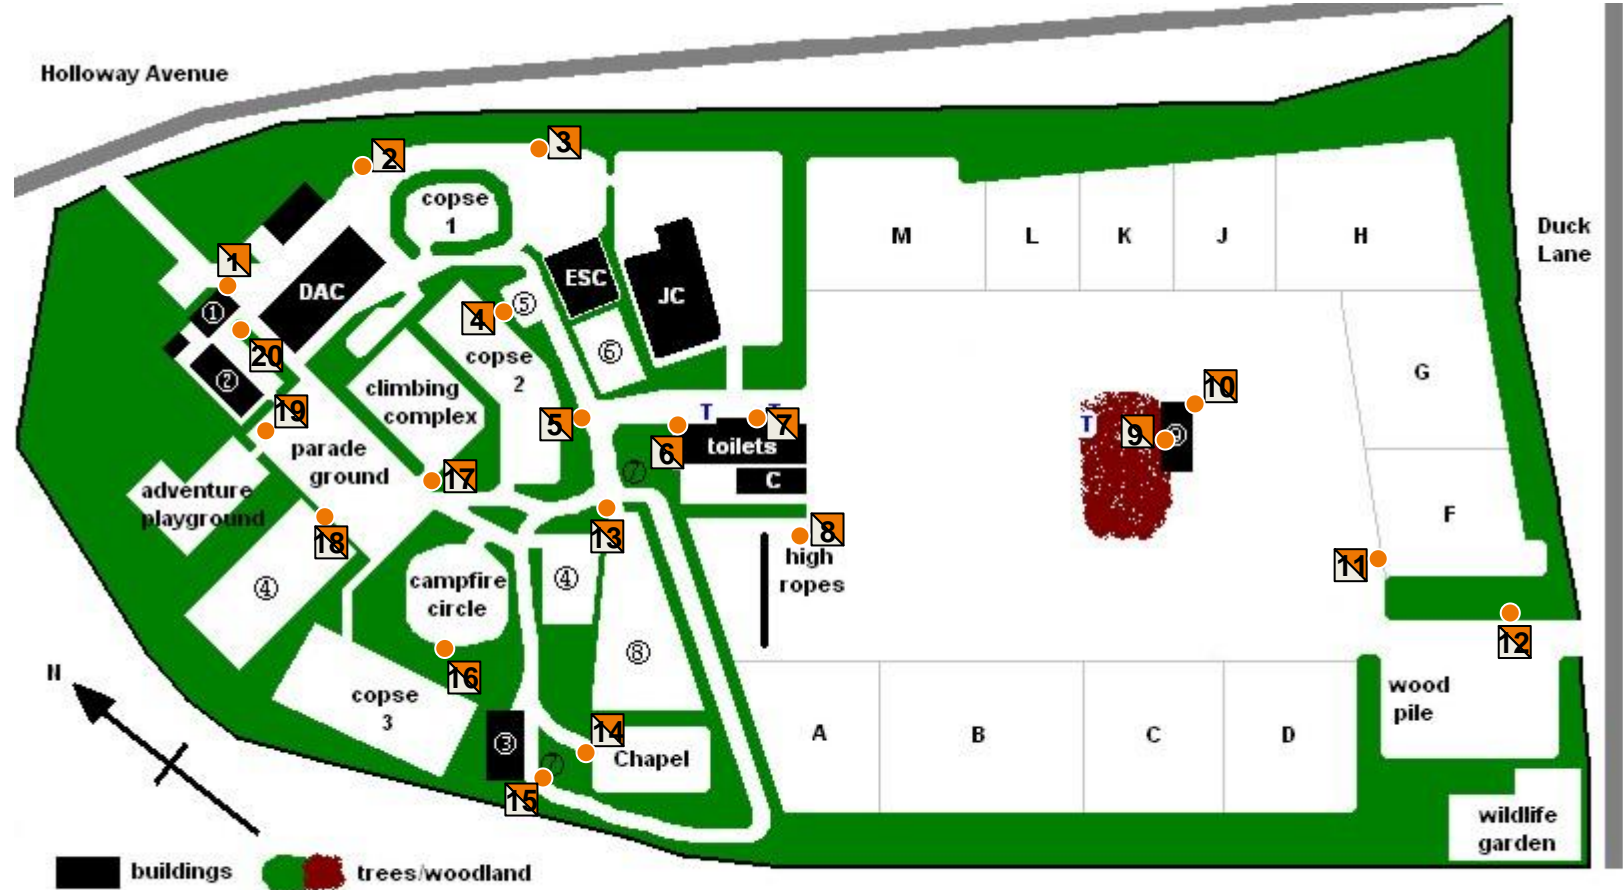 Holloway Avenue
2
3
copse
1
M
L
K
J
H
Duck
Lane
1
DAC
ESC
JC
①
4
⑤
20
copse
2
⑥
②
climbing
complex
19
5
T
7
6
toilets
T
9
10
G
parade
ground
17
⑦
C
adventure
playground
18
13
8
high
ropes
F
11
④
campfire
circle
④
12
16
⑧
N
copse
3
wood
pile
③
14
Chapel
A
B
C
D
⑦
15
wildlife
garden
buildings
trees/woodland